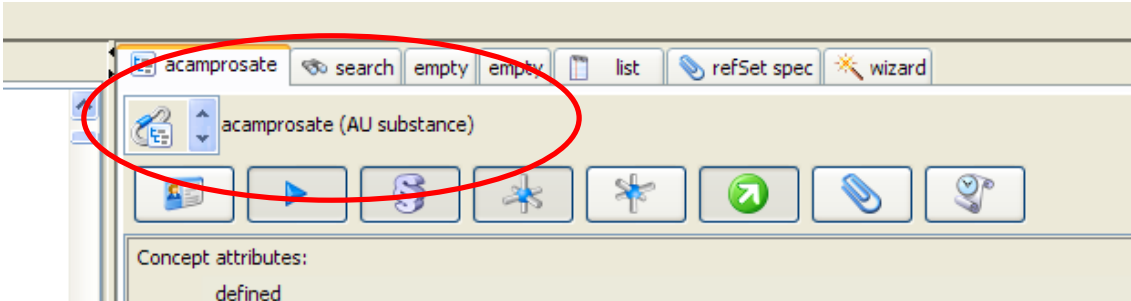 acamprosate search empty empty list refSet spec wizard
acamprosate (AU substance)
Concept attributes:
defined